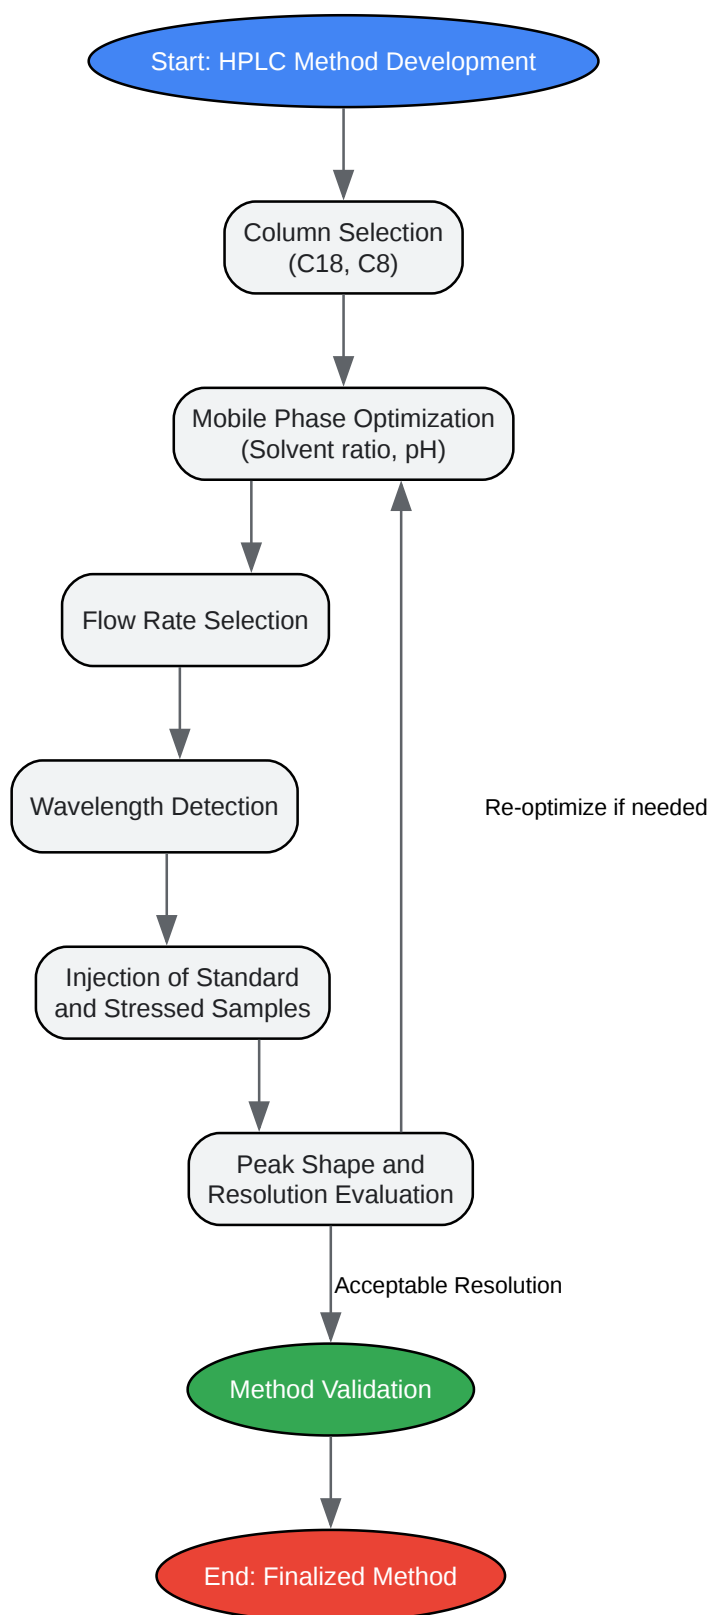 Start: HPLC Method Development
Column Selection
(C18, C8)
Mobile Phase Optimization
(Solvent ratio, pH)
Flow Rate Selection
Wavelength Detection
Re-optimize if needed
Injection of Standard
and Stressed Samples
Peak Shape and
Resolution Evaluation
Acceptable Resolution
Method Validation
End: Finalized Method